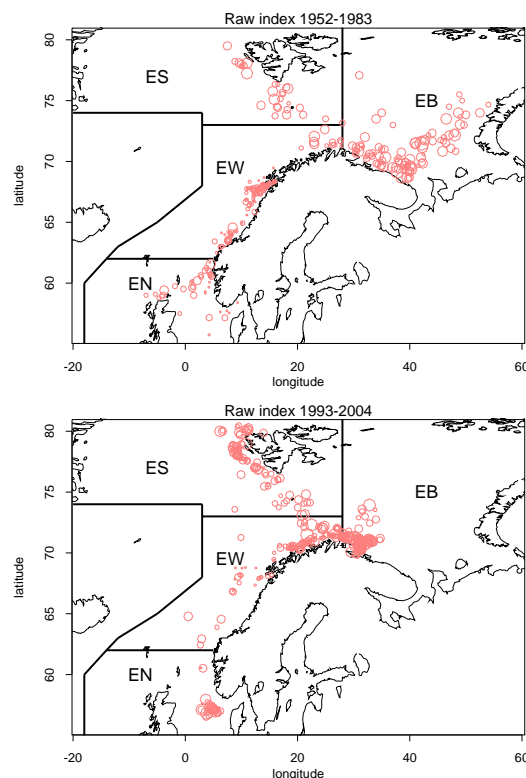 Raw index 1952-1983
80
75
70
65
60
latitude
ES
EB
EW
EN
-20
0
20
40
60
longitude
Raw index 1993-2004
80
75
70
65
60
latitude
ES
EB
EW
EN
-20
0
20
40
60
longitude